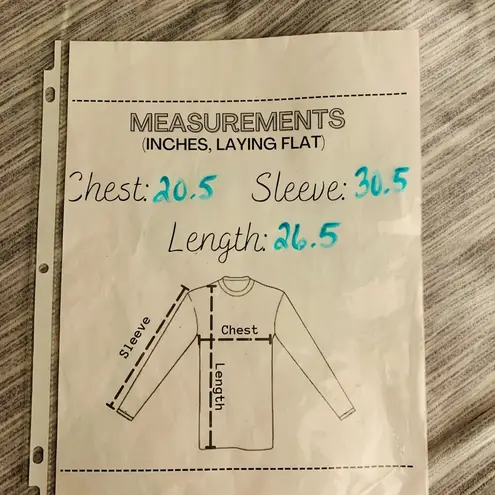 MEASUREMENTS
(INCHES, LAYING FLAT)
Chest: 20.5 Sleeve: 30.5
Length: 26.5
Sleeve
Chest
Length